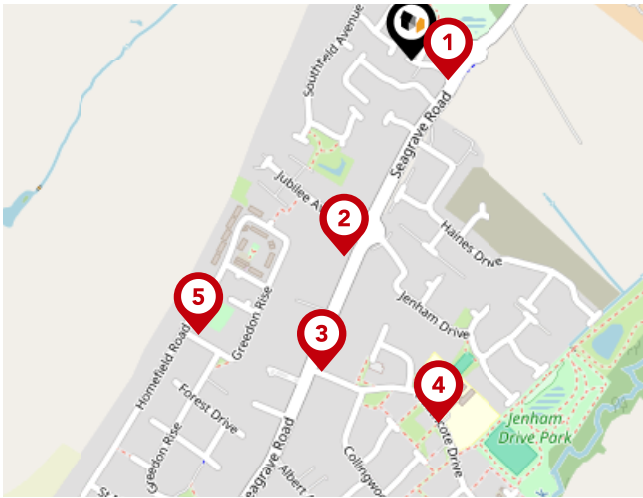 Southfield Avenue
1
Seagrave Road
Jubilee A
2
Haines Drive
Jenham Drive
5
Greedon Rise
3
Homefield Road
4
Forest Drive
Jenham
Drive Park
cote Drive
Greedon Rise
Seagrave Road
Collingwo
Albert
St